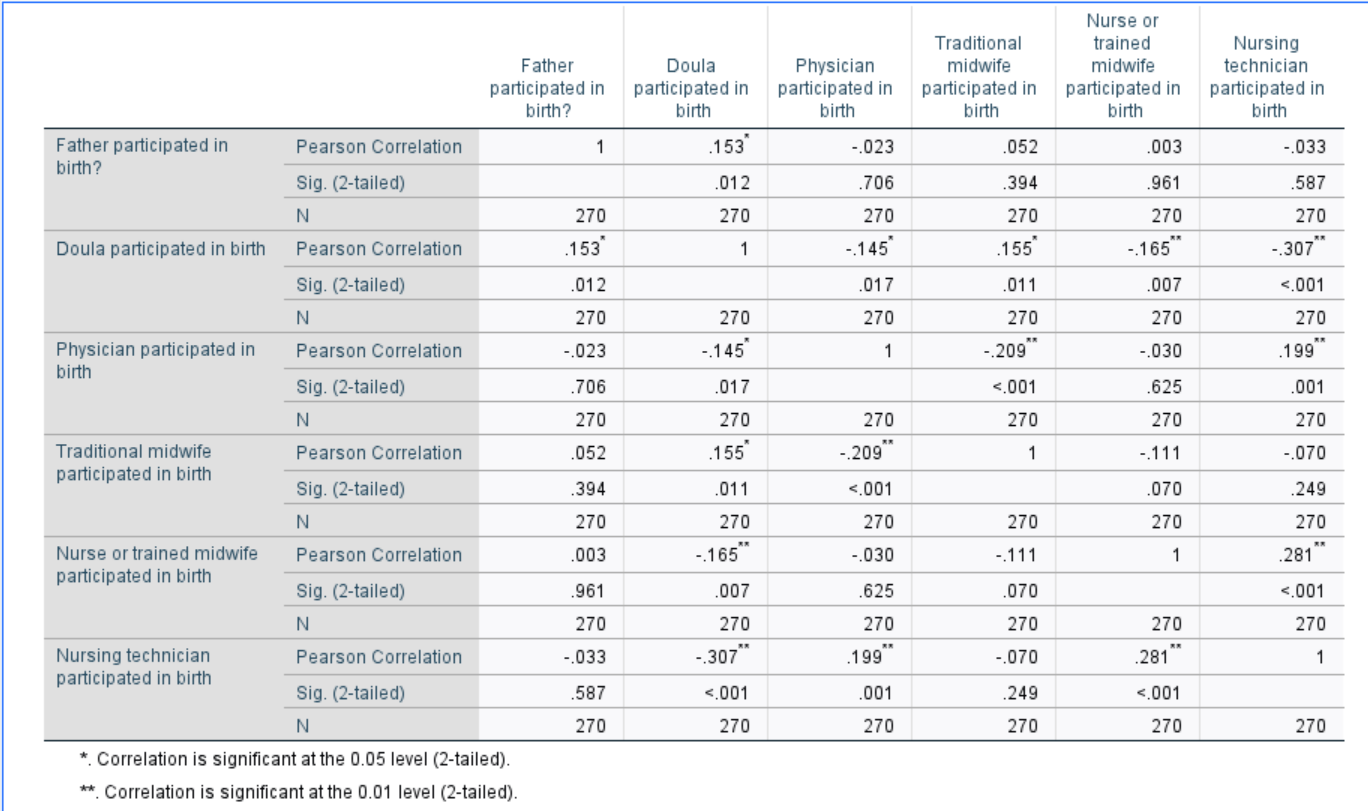 Father participated in birth? Doula participated in birth Physician participated in birth Traditional midwife participated in birth Nurse or trained midwife participated in birth Nursing technician participated in birth
Father participated in birth? Pearson Correlation 1 .153* -.023 .052 .003 -.033
Sig. (2-tailed) .012 .706 .394 .961 .587
N 270 270 270 270 270 270
Doula participated in birth Pearson Correlation .153* 1 -.145* .155* -.165** -.307**
Sig. (2-tailed) .012 .017 .011 .007 <.001
N 270 270 270 270 270 270
Physician participated in birth Pearson Correlation -.023 -.145* 1 -.209** -.030 .199**
Sig. (2-tailed) .706 .017 <.001 .625 .001
N 270 270 270 270 270 270
Traditional midwife participated in birth Pearson Correlation .052 .155* -.209** 1 -.111 -.070
Sig. (2-tailed) .394 .011 <.001 .070 .249
N 270 270 270 270 270 270
Nurse or trained midwife participated in birth Pearson Correlation .003 -.165** -.030 -.111 1 .281**
Sig. (2-tailed) .961 .007 .625 .070 <.001
N 270 270 270 270 270 270
Nursing technician participated in birth Pearson Correlation -.033 -.307** .199** -.070 .281** 1
Sig. (2-tailed) .587 <.001 .001 .249 <.001
N 270 270 270 270 270 270
*. Correlation is significant at the 0.05 level (2-tailed).
**. Correlation is significant at the 0.01 level (2-tailed).